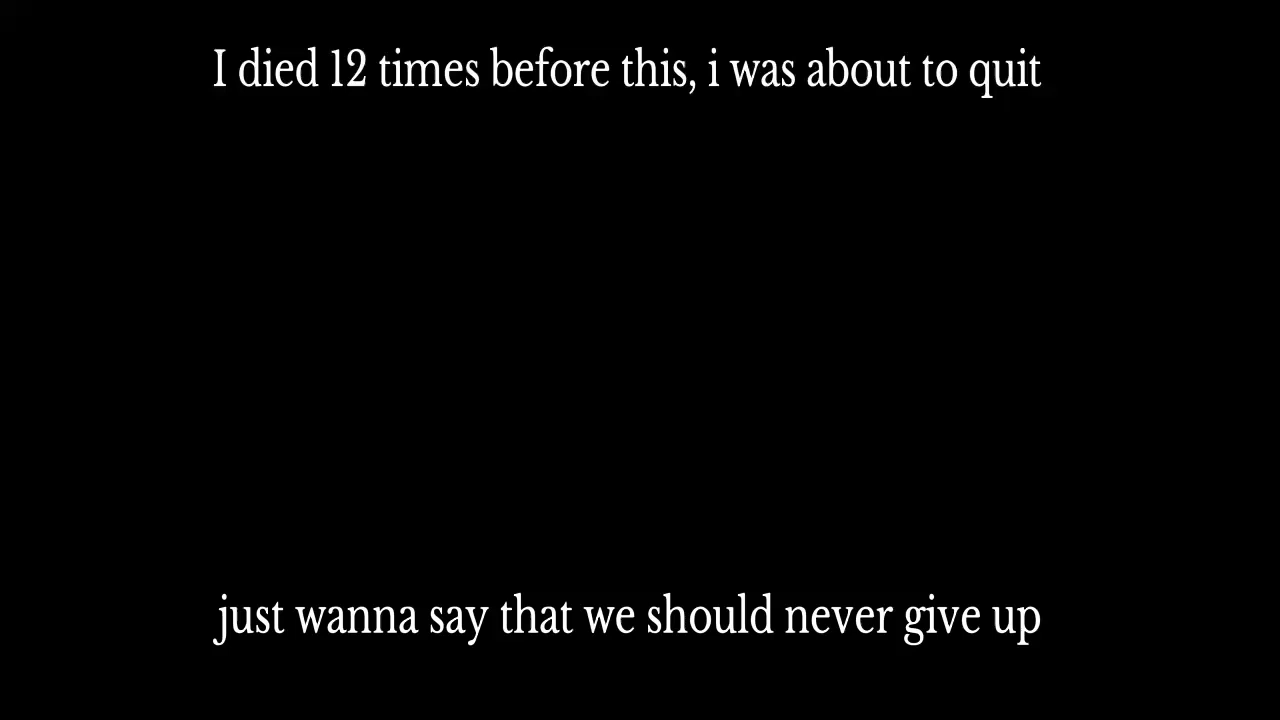 I died 12 times before this, i was about to quit
just wanna say that we should never give up